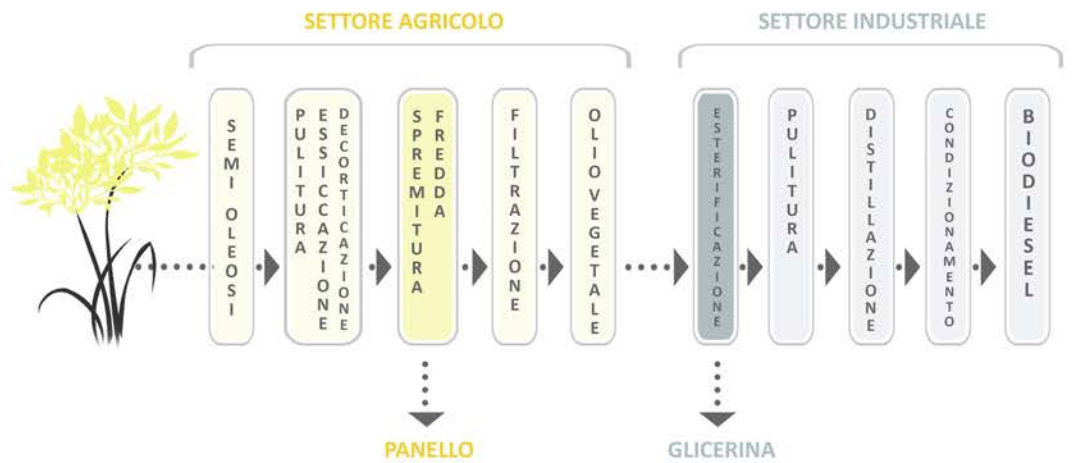 SETTORE AGRICOLO
SETTORE INDUSTRIALE
SEMI OLEOSI
PULITURA
ESSICCAZIONE
DECORTICAZIONE
SPREMITURA
FREDDA
FILTRAZIONE
OLIO VEGETALE
ESTERIFICAZIONE
PULITURA
DISTILLAZIONE
CONDIZIONAMENTO
BIODIESEL
PANELLO
GLICERINA